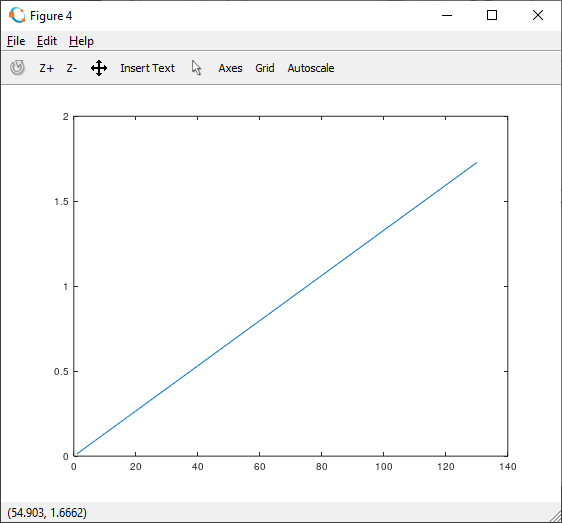 Figure 4
File Edit Help
Z+ Z- Insert Text Axes Grid Autoscale
2
1.5
1
0.5
0
0 20 40 60 80 100 120 140
(54.903, 1.6662)